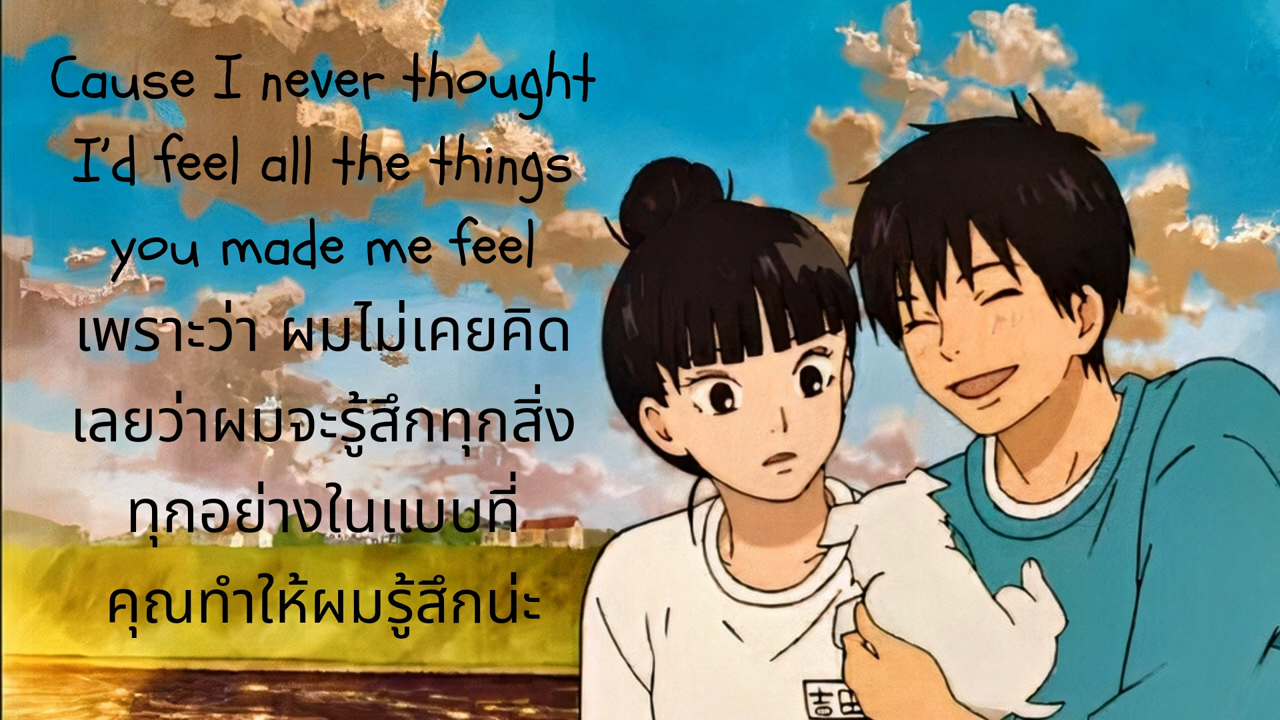 Cause I never thought
I'd feel all the things
you made me feel
เพราะว่า ผมไม่เคยคิด
เลยว่าผมจะรู้สึกทุกสิ่ง
ทุกอย่างในแบบที่
คุณทำให้ผมรู้สึกน่ะ
吉田